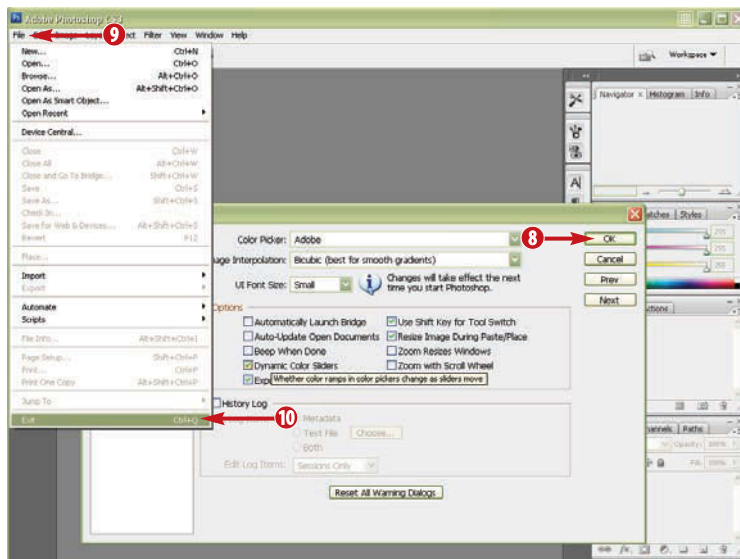 Adobe Photoshop CS3
File Image Filter View Window Help
9
Workspace
New... Ctrl+N
Open... Ctrl+O
Browse... Alt+Ctrl+O
Open As... Alt+Shift+Ctrl+O
Open As Smart Object...
Open Recent
Device Central...
Close Ctrl+W
Close All Alt+Ctrl+W
Close and Go To Bridge... Shift+Ctrl+W
Save Ctrl+S
Save As... Shift+Ctrl+S
Check In...
Save for Web & Devices... Alt+Shift+Ctrl+S
Revert F12
Place...
Import
Export
Automate
Scripts
File Info... Alt+Shift+Ctrl+I
Page Setup... Shift+Ctrl+P
Print... Ctrl+P
Print One Copy Alt+Shift+Ctrl+P
Jump To
Exit Ctrl+Q
10
Navigator x Histogram Info
Styles
255
255
255
Paths
Opacity: 100%
Fill: 100%
Color Picker: Adobe
8
OK
Cancel
Prev
Next
Interpolation: Bicubic (best for smooth gradients)
UI Font Size: Small
Changes will take effect the next
time you start Photoshop.
Options
Automatically Launch Bridge
Use Shift Key for Tool Switch
Auto-Update Open Documents
Resize Image During Paste/Place
Beep When Done
Zoom Resizes Windows
Dynamic Color Sliders
Zoom with Scroll Wheel
Whether color ranges in color pickers change as sliders move
History Log
Metadata
Text File Choose...
Both
Edit Log Items: Sessions Only
Reset All Warning Dialogs